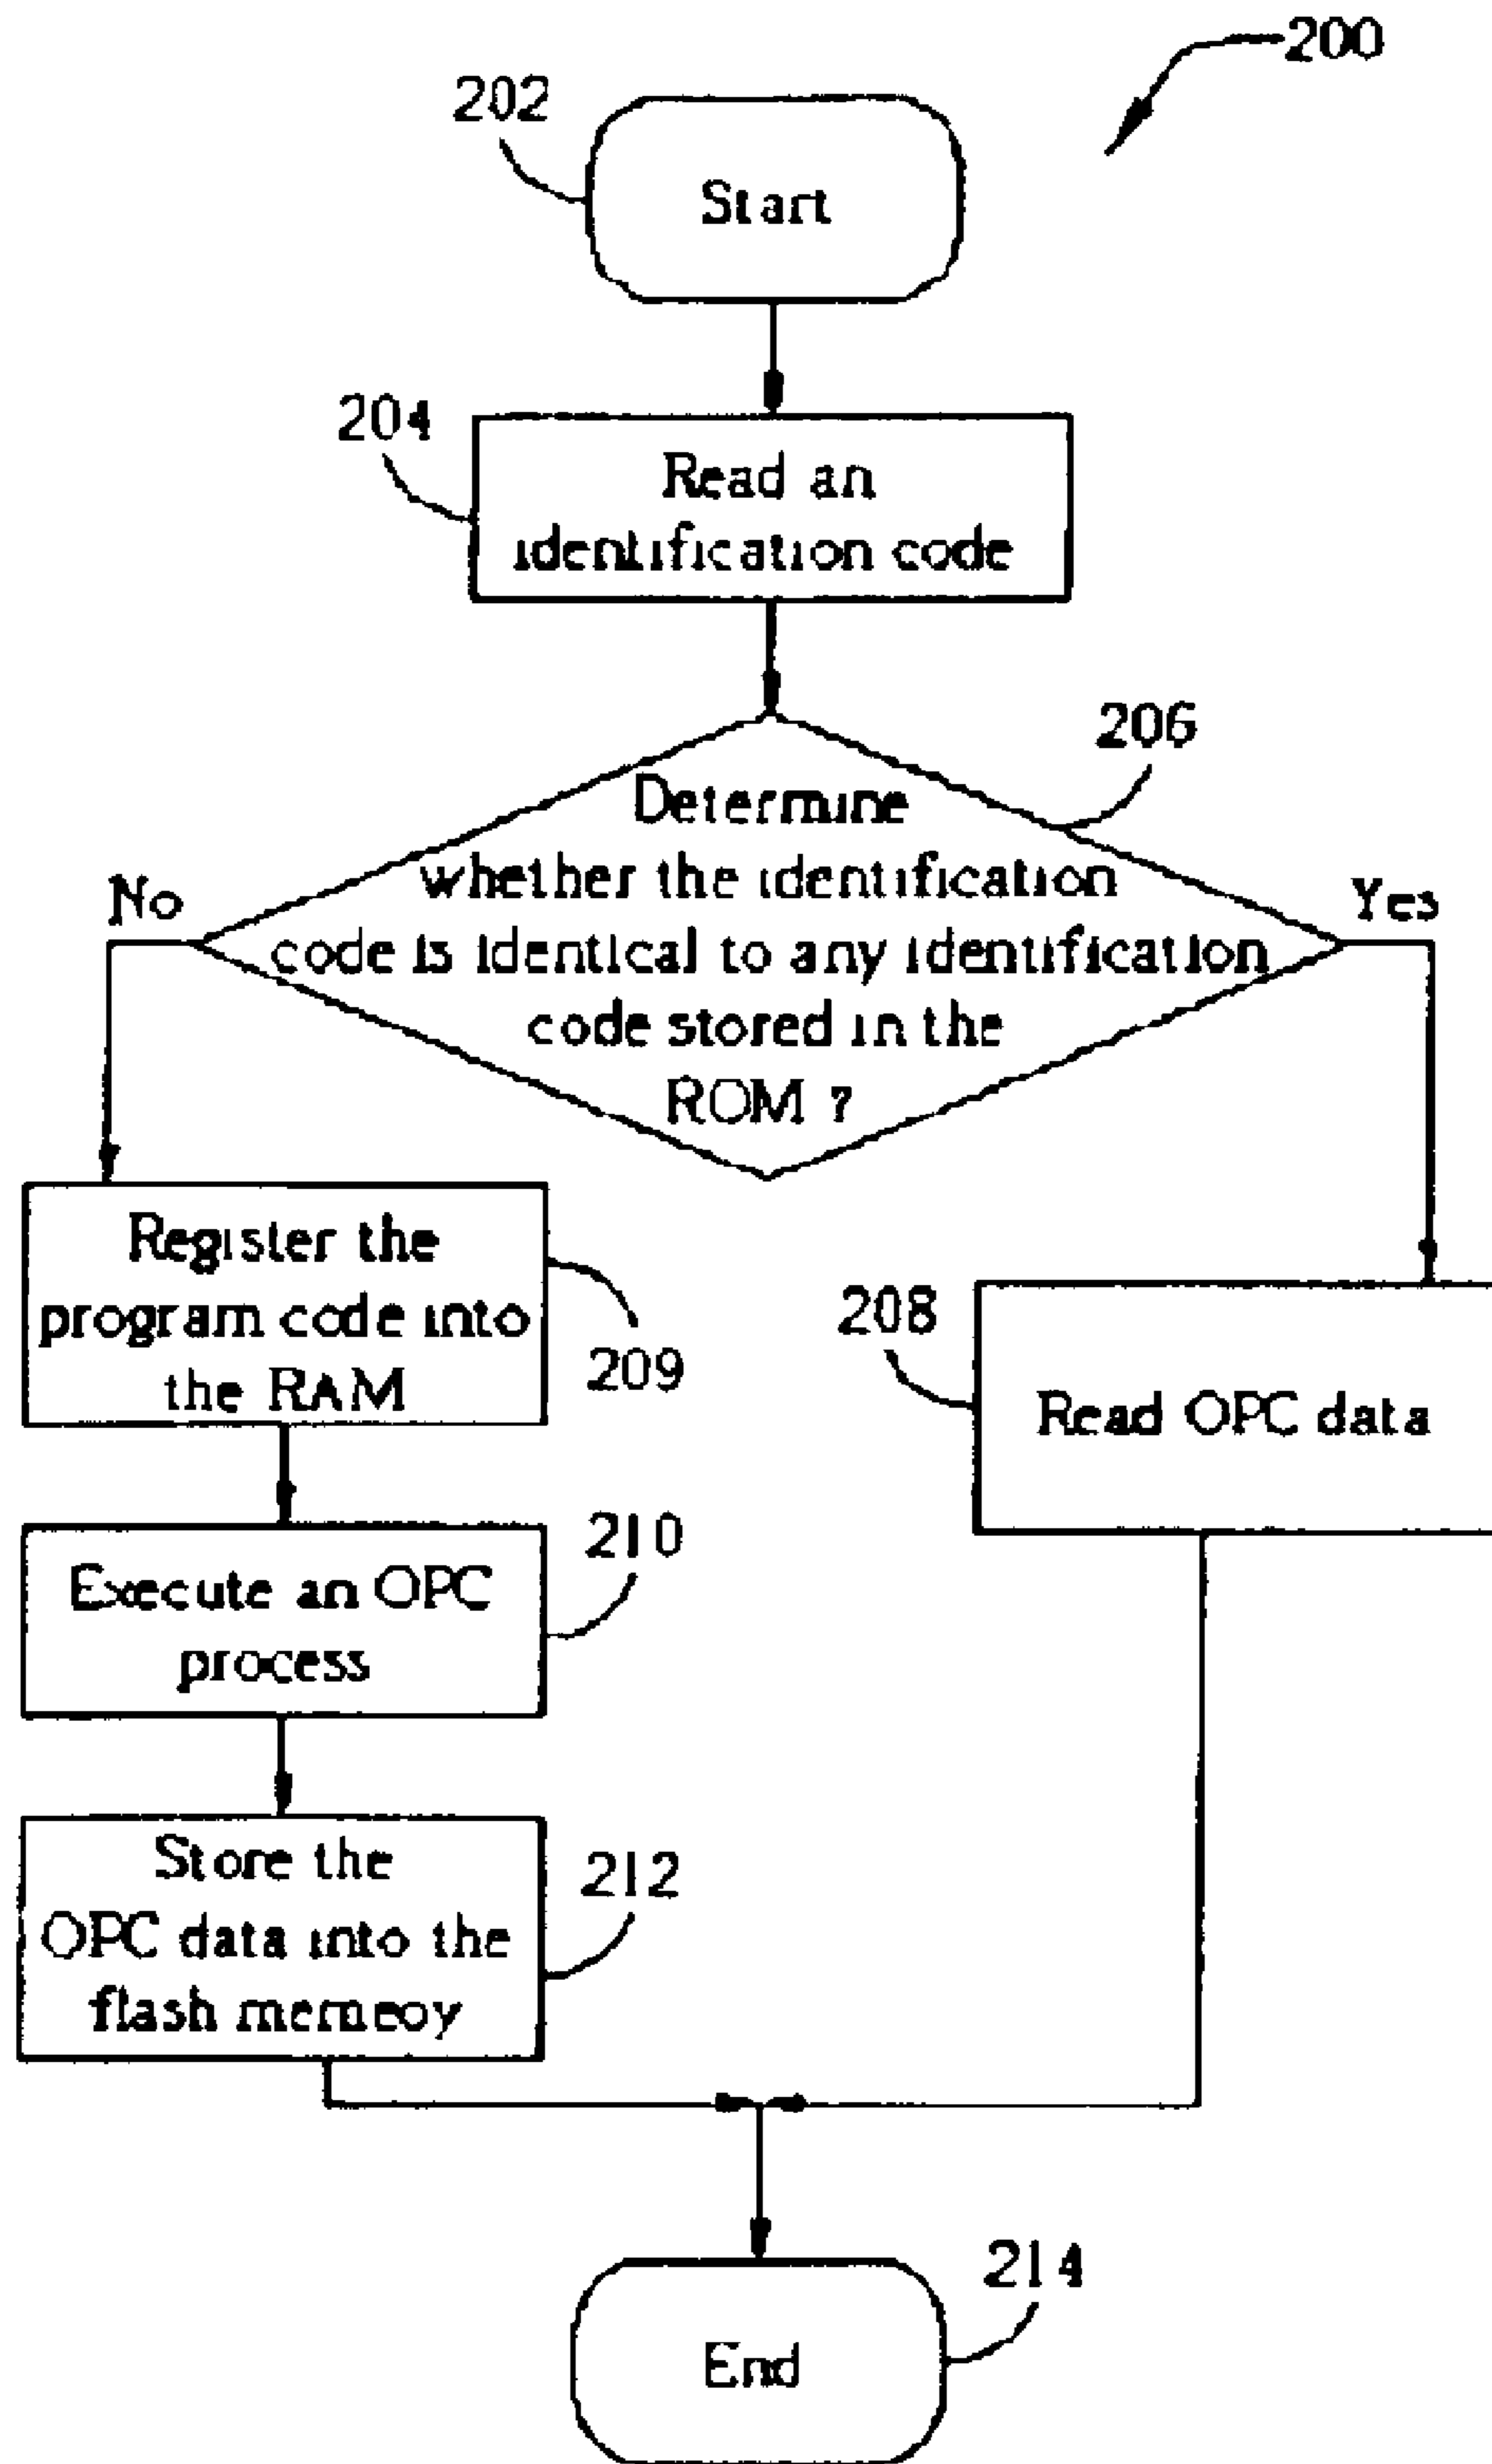 200
202
Start
204
Read an
identification code
206
Determine
whether the identification
code is identical to any identification
code stored in the
ROM ?
No
Yes
Register the
program code into
the RAM
209
208
Read OPC data
210
Execute an OPC
process
Store the
OPC data into the
flash memeoy
212
214
End